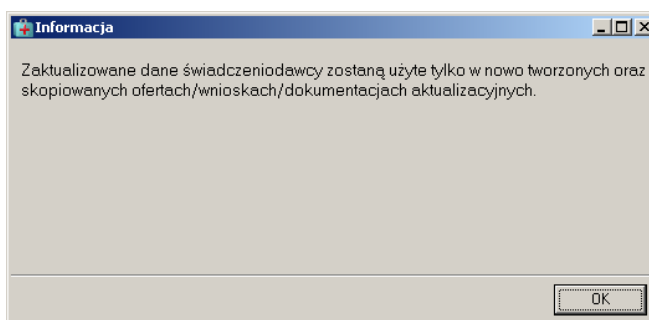 Informacja
Zaktualizowane dane świadczeniodawcy zostaną użyte tylko w nowo tworzonych oraz
skopiowanych ofertach/wnioskach/dokumentacjach aktualizacyjnych.
OK